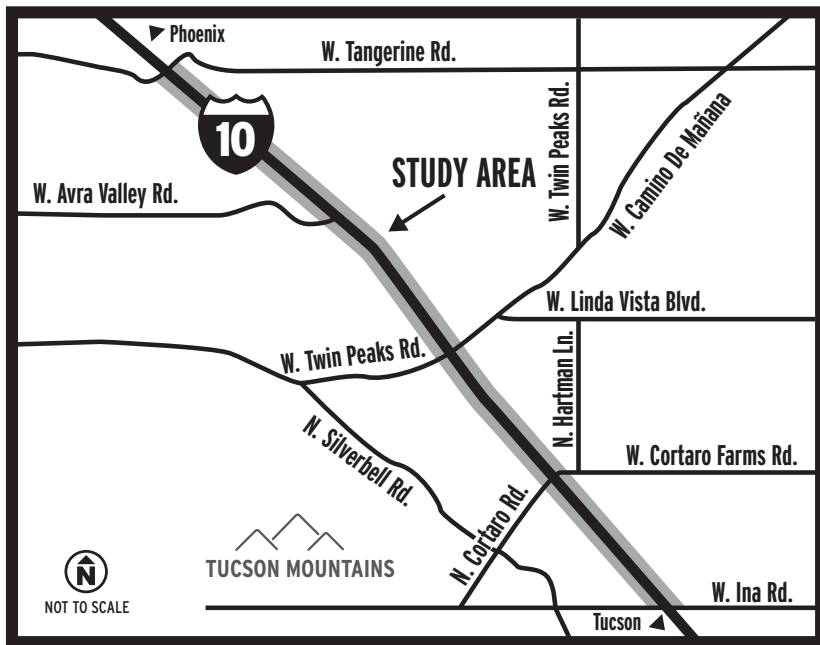 Phoenix
W. Tangerine Rd.
10
W. Twin Peaks Rd.
W. Camino De Mañana
STUDY AREA
W. Avra Valley Rd.
W. Linda Vista Blvd.
W. Twin Peaks Rd.
N. Hartman Ln.
N. Silverbell Rd.
W. Cortaro Farms Rd.
N. Cortaro Rd.
TUCSON MOUNTAINS
N
NOT TO SCALE
W. Ina Rd.
Tucson